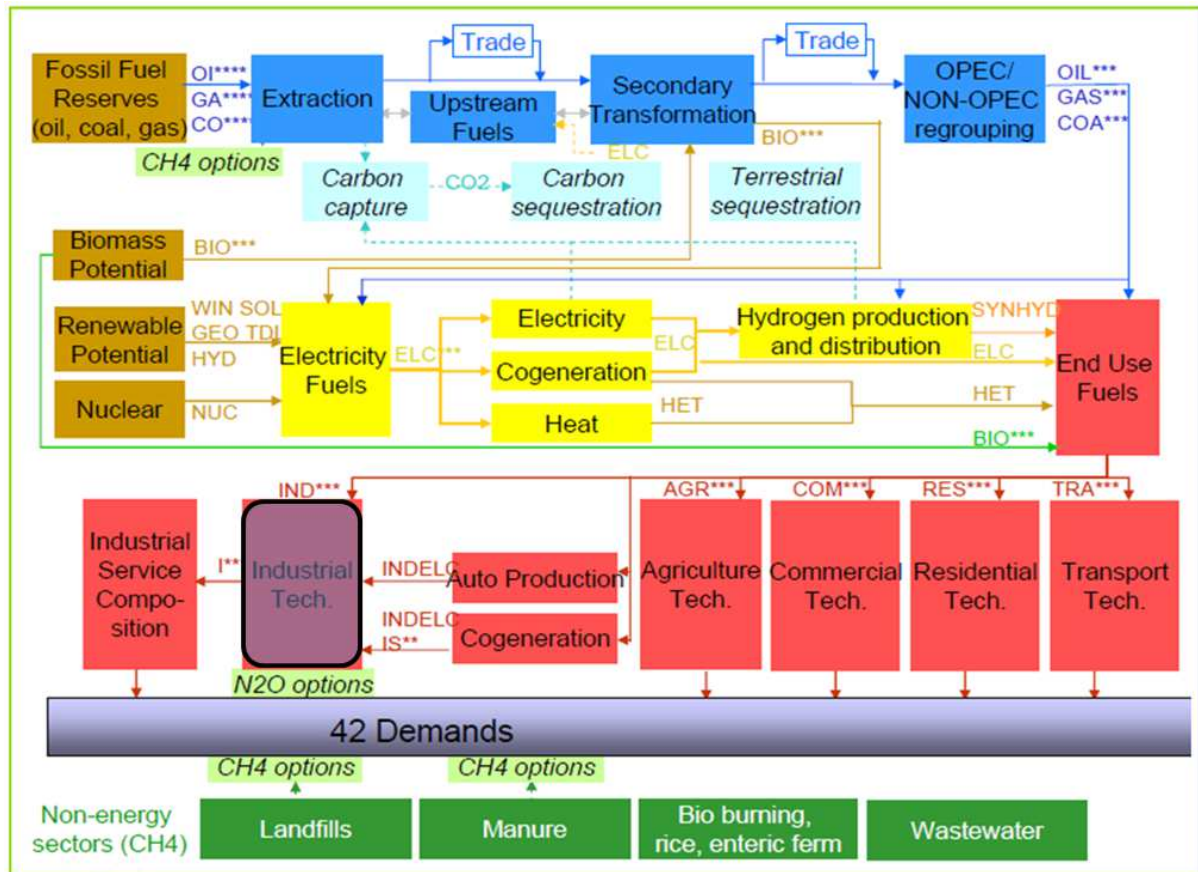 Trade
Trade
Fossil Fuel
Reserves
(oil, coal, gas)
OI****
GA****
CO****
Extraction
Upstream
Fuels
Secondary
Transformation
OPEC/
NON-OPEC
regrouping
OIL***
GAS***
COA***
CH4 options
ELC
BIO***
Carbon
capture
CO2
Carbon
sequestration
Terrestrial
sequestration
Biomass
Potential
BIO***
Renewable
Potential
WIN SOL
GEO TDL
HYD
Nuclear
NUC
Electricity
Fuels
ELC***
Electricity
Cogeneration
Heat
ELC
HET
Hydrogen production
and distribution
SYNHYD
ELC
HET
BIO***
End Use
Fuels
IND***
AGR***
COM***
RES***
TRA***
Industrial
Service
Compo-
sition
I**
Industrial
Tech.
INDELC
INDELC
IS**
Auto Production
Cogeneration
Agriculture
Tech.
Commercial
Tech.
Residential
Tech.
Transport
Tech.
N2O options
42 Demands
CH4 options
CH4 options
Non-energy
sectors (CH4)
Landfills
Manure
Bio burning,
rice, enteric ferm
Wastewater